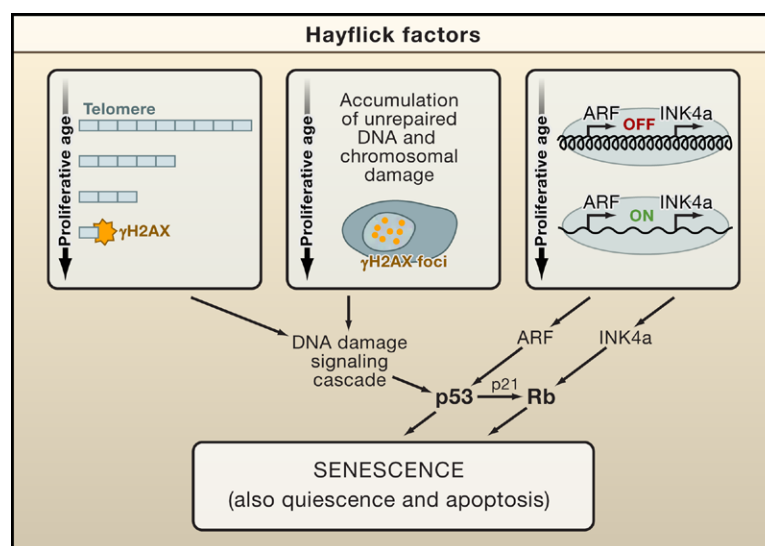 Hayflick factors
Proliferative age
Telomere
γH2AX
Proliferative age
Accumulation
of unrepaired
DNA and
chromosomal
damage
γH2AX foci
Proliferative age
ARF INK4a
OFF
ARF INK4a
ON
DNA damage
signaling
cascade
ARF
INK4a
p53
p21
Rb
SENESCENCE
(also quiescence and apoptosis)